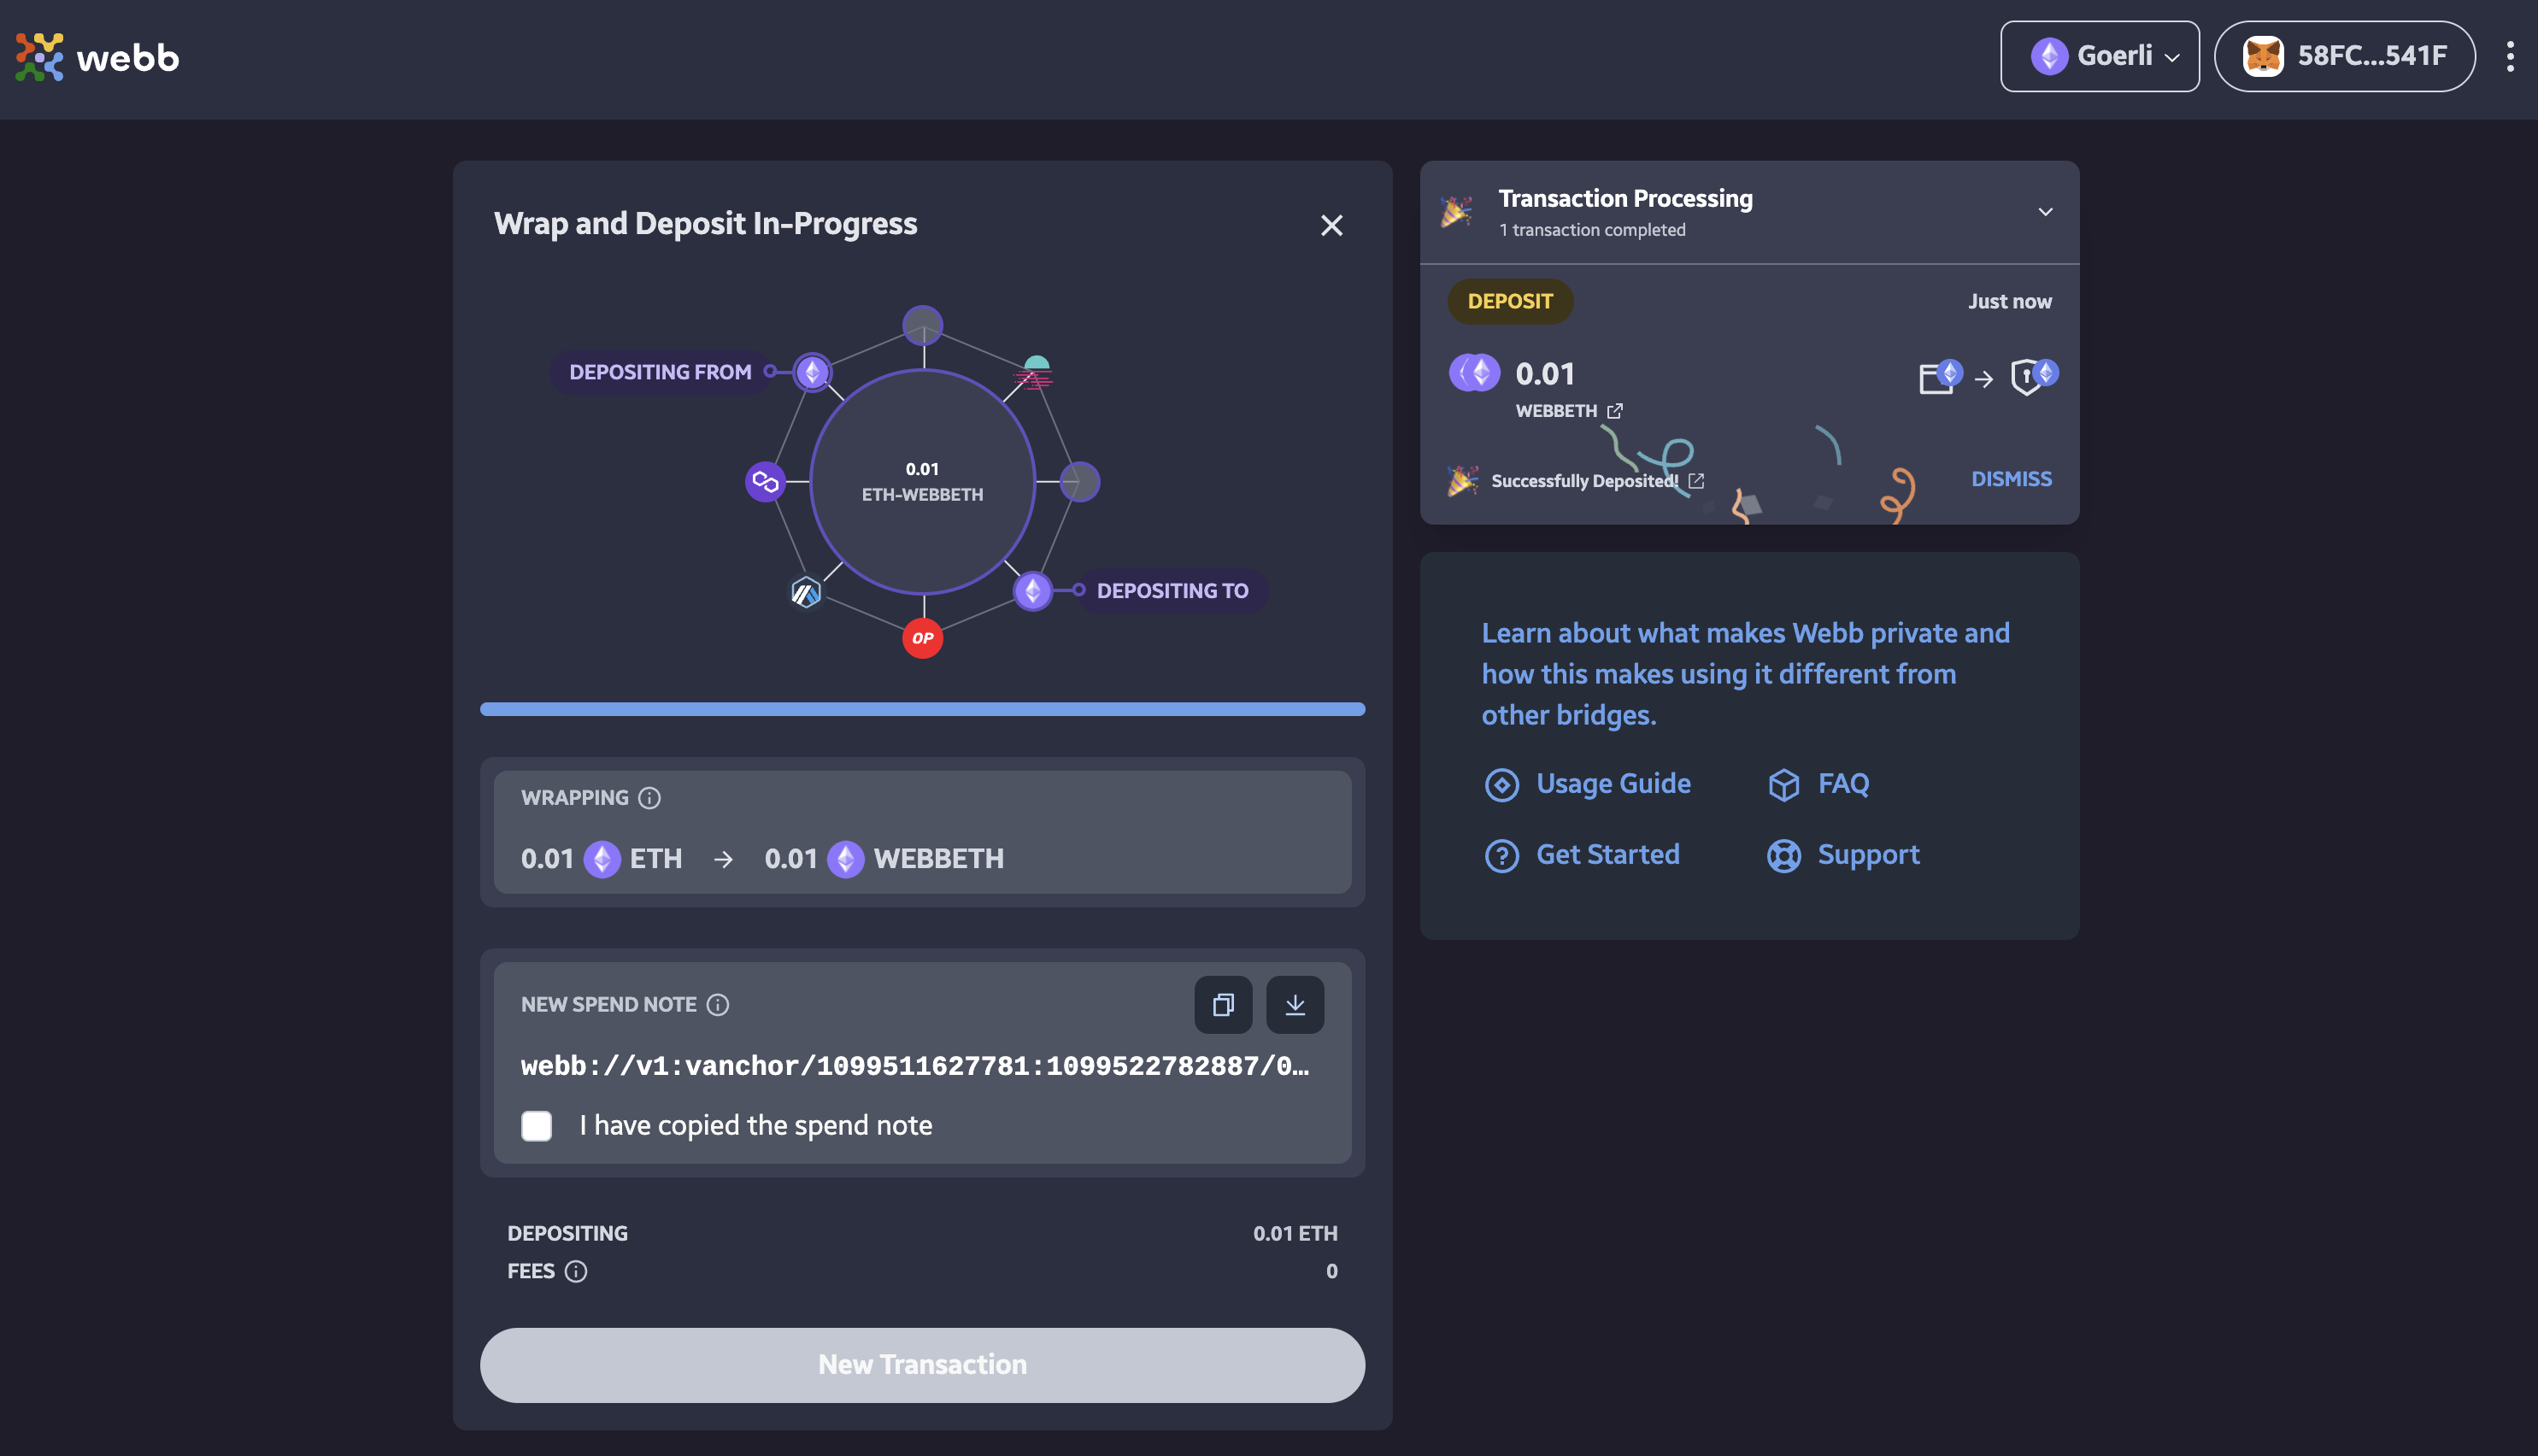 webb
Goerli
58FC...541F
Wrap and Deposit In-Progress
DEPOSITING FROM
0.01
ETH-WEBBETH
DEPOSITING TO
OP
WRAPPING
0.01 ETH → 0.01 WEBBETH
NEW SPEND NOTE
webb://v1:vanchor/1099511627781:1099522782887/0…
I have copied the spend note
DEPOSITING 0.01 ETH
FEES 0
New Transaction
Transaction Processing
1 transaction completed
DEPOSIT
Just now
0.01
WEBBETH
Successfully Deposited!
DISMISS
Learn about what makes Webb private and
how this makes using it different from
other bridges.
Usage Guide
FAQ
Get Started
Support